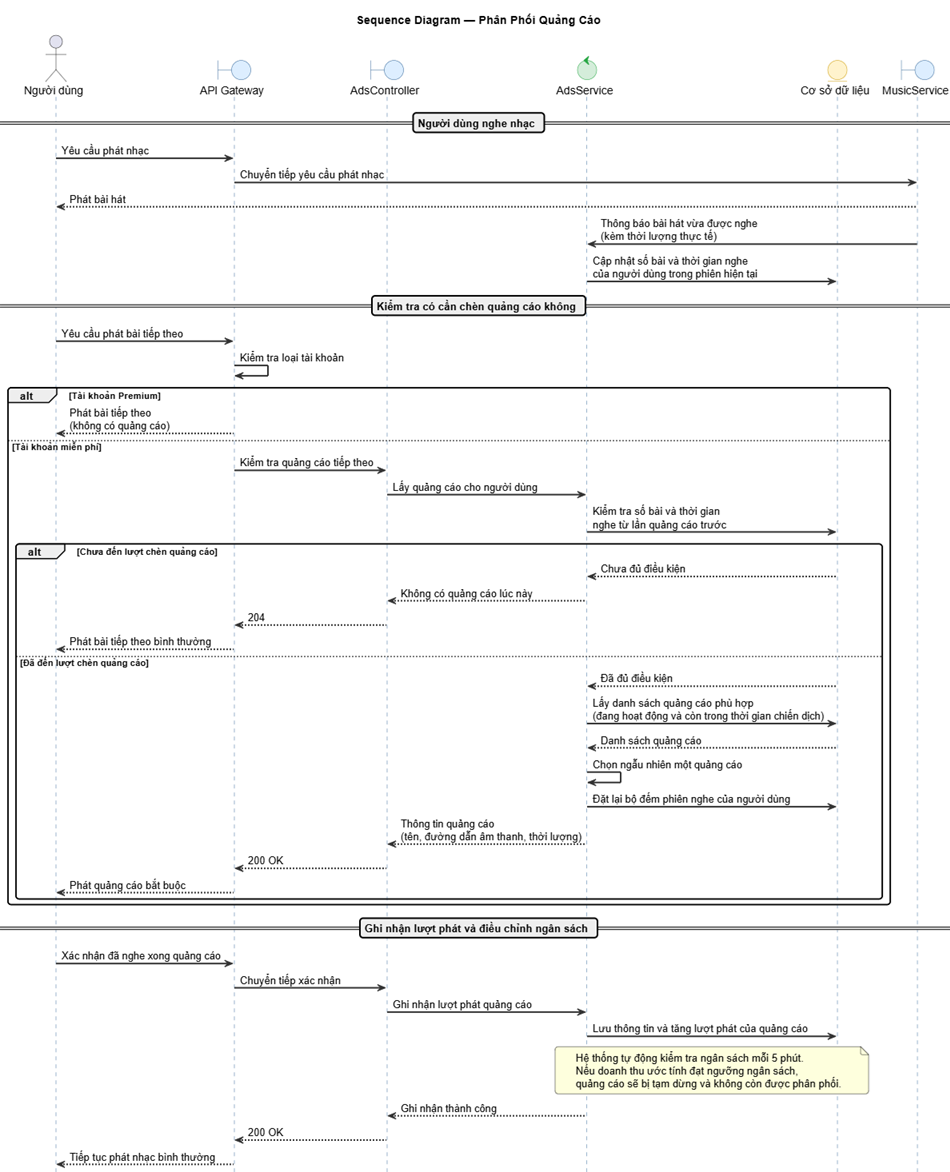 Sequence Diagram — Phân Phối Quảng Cáo
Người dùng
API Gateway
AdsController
AdsService
Cơ sở dữ liệu
MusicService
Người dùng nghe nhạc
Yêu cầu phát nhạc
Chuyển tiếp yêu cầu phát nhạc
Phát bài hát
Thông báo bài hát vừa được nghe
(kèm thời lượng thực tế)
Cập nhật số bài và thời gian nghe
của người dùng trong phiên hiện tại
Kiểm tra có cần chèn quảng cáo không
Yêu cầu phát bài tiếp theo
Kiểm tra loại tài khoản
alt
[Tài khoản Premium]
Phát bài tiếp theo
(không có quảng cáo)
[Tài khoản miễn phí]
Kiểm tra quảng cáo tiếp theo
Lấy quảng cáo cho người dùng
Kiểm tra số bài và thời gian
nghe từ lần quảng cáo trước
alt
[Chưa đến lượt chèn quảng cáo]
Chưa đủ điều kiện
Không có quảng cáo lúc này
204
Phát bài tiếp theo bình thường
[Đã đến lượt chèn quảng cáo]
Đã đủ điều kiện
Lấy danh sách quảng cáo phù hợp
(đang hoạt động và còn trong thời gian chiến dịch)
Danh sách quảng cáo
Chọn ngẫu nhiên một quảng cáo
Đặt lại bộ đếm phiên nghe của người dùng
Thông tin quảng cáo
(tên, đường dẫn âm thanh, thời lượng)
200 OK
Phát quảng cáo bắt buộc
Ghi nhận lượt phát và điều chỉnh ngân sách
Xác nhận đã nghe xong quảng cáo
Chuyển tiếp xác nhận
Ghi nhận lượt phát quảng cáo
Lưu thông tin và tăng lượt phát của quảng cáo
Hệ thống tự động kiểm tra ngân sách mỗi 5 phút.
Nếu doanh thu ước tính đạt ngưỡng ngân sách,
quảng cáo sẽ bị tạm dừng và không còn được phân phối.
Ghi nhận thành công
200 OK
Tiếp tục phát nhạc bình thường